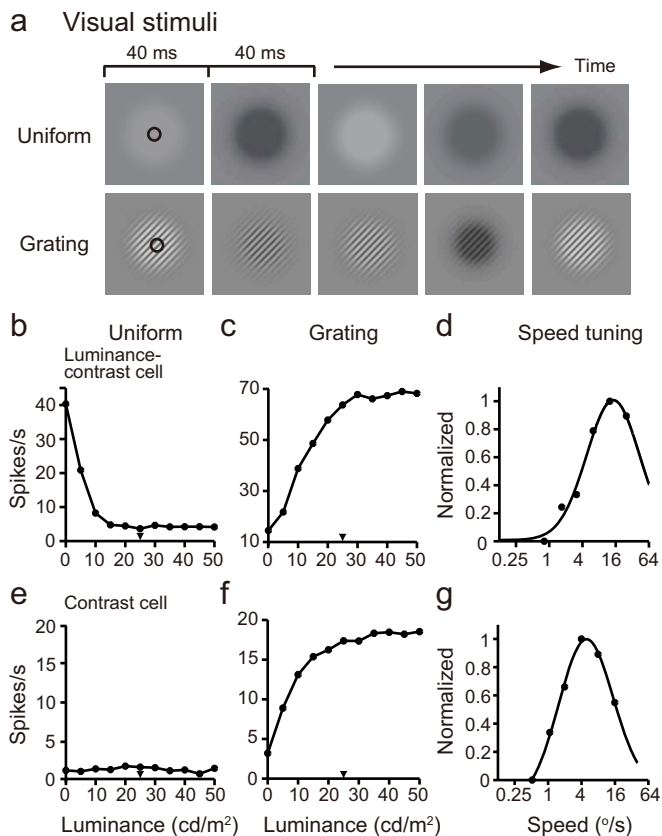 a Visual stimuli
40 ms 40 ms Time
Uniform
Grating
b Uniform c Grating d Speed tuning
Luminance-
contrast cell
Spikes/s
40
30
20
10
0
0 10 20 30 40 50
70
50
30
10
0 10 20 30 40 50
Normalized
1
0.8
0.6
0.4
0.2
0
0.25 1 4 16 64
e Contrast cell f g
Spikes/s
20
15
10
5
0
0 10 20 30 40 50
Luminance (cd/m²)
20
15
10
5
0
0 10 20 30 40 50
Luminance (cd/m²)
Normalized
1
0.8
0.6
0.4
0.2
0
0.25 1 4 16 64
Speed (°/s)